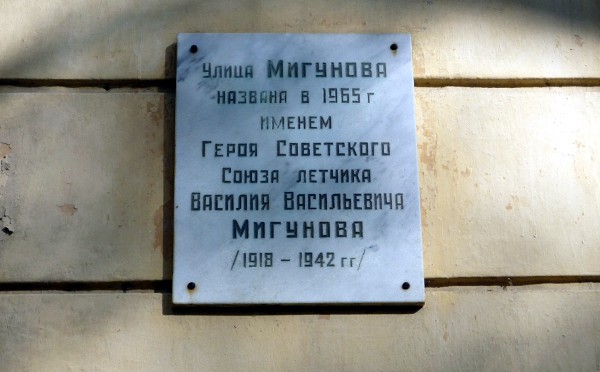 Улица Мигунова
названа в 1965 г
именем
Героя Советского
Союза летчика
Василия Васильевича
Мигунова
/1918 – 1942 гг/